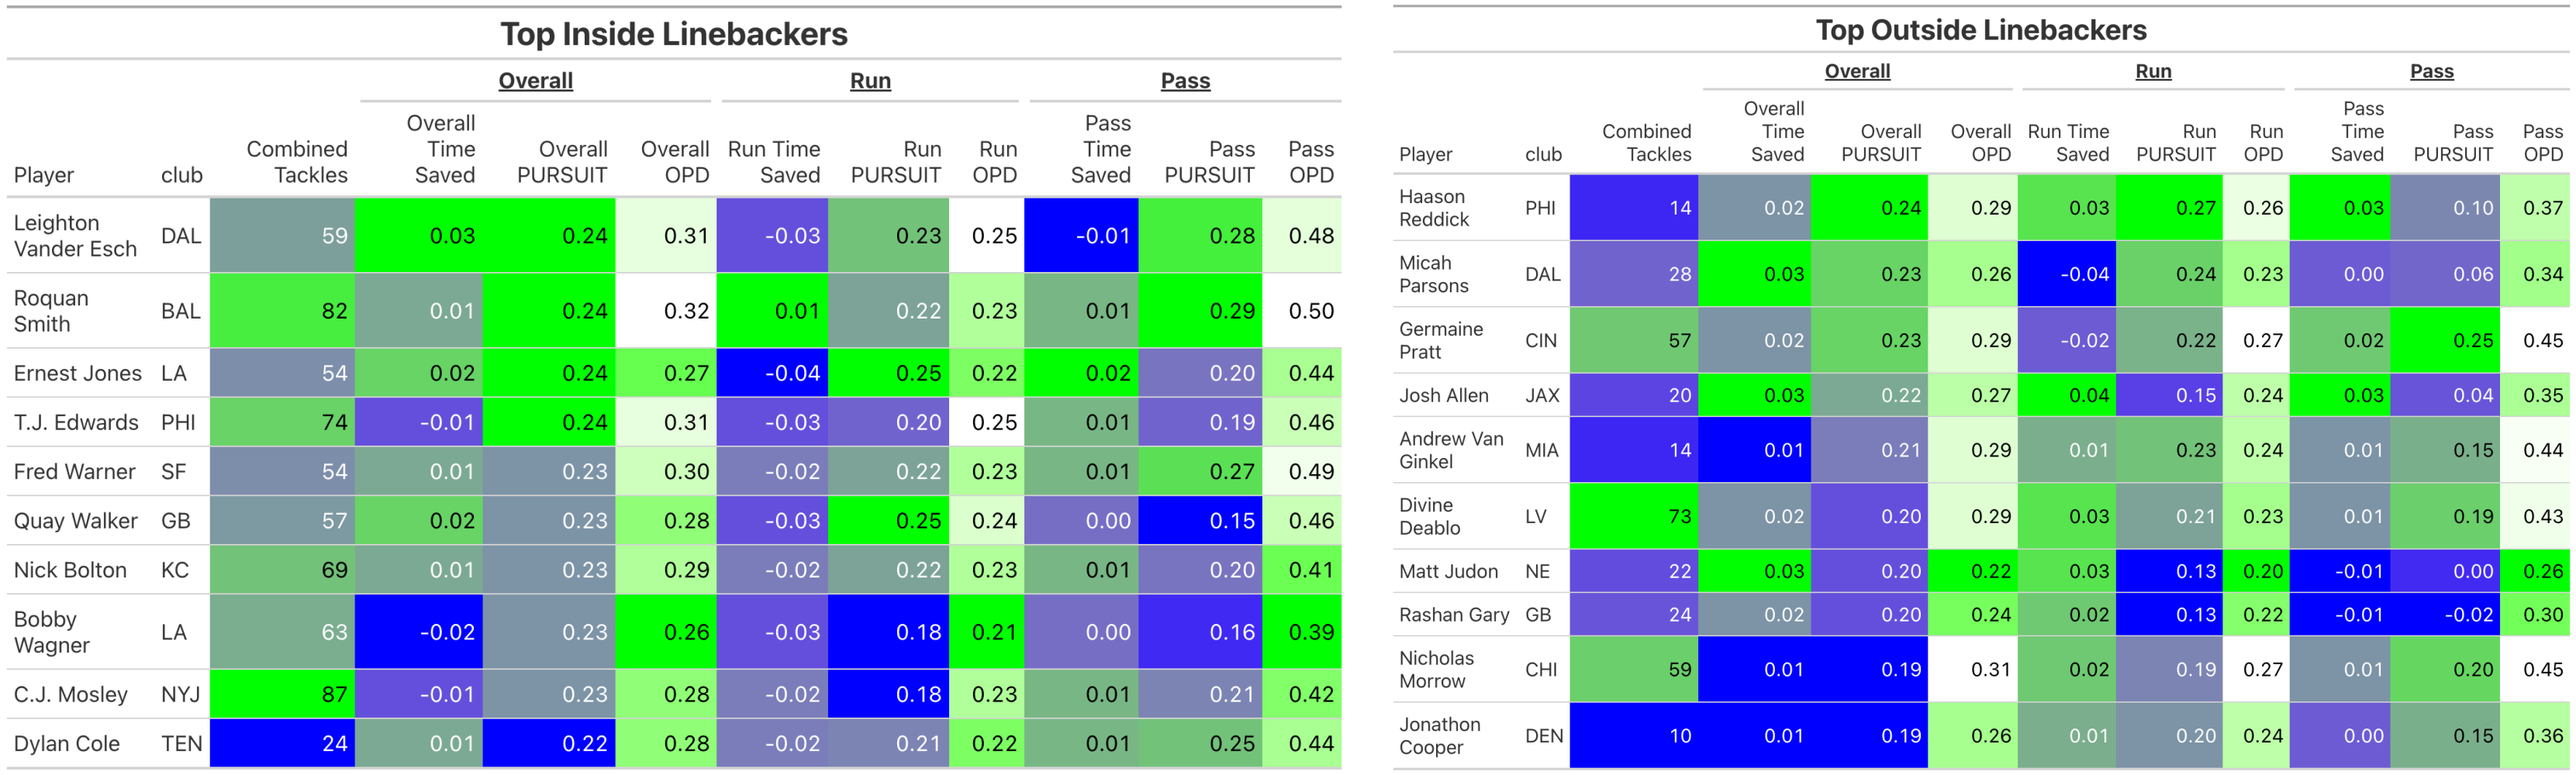 Top Inside Linebackers
Overall Run Pass
Player club Combined Tackles Overall Time Saved Overall PURSUIT Overall OPD Run Time Saved Run PURSUIT Run OPD Pass Time Saved Pass PURSUIT Pass OPD
Leighton Vander Esch DAL 59 0.03 0.24 0.31 -0.03 0.23 0.25 -0.01 0.28 0.48
Roquan Smith BAL 82 0.01 0.24 0.32 0.01 0.22 0.23 0.01 0.29 0.50
Ernest Jones LA 54 0.02 0.24 0.27 -0.04 0.25 0.22 0.02 0.20 0.44
T.J. Edwards PHI 74 -0.01 0.24 0.31 -0.03 0.20 0.25 0.01 0.19 0.46
Fred Warner SF 54 0.01 0.23 0.30 -0.02 0.22 0.23 0.01 0.27 0.49
Quay Walker GB 57 0.02 0.23 0.28 -0.03 0.25 0.24 0.00 0.15 0.46
Nick Bolton KC 69 0.01 0.23 0.29 -0.02 0.22 0.23 0.01 0.20 0.41
Bobby Wagner LA 63 -0.02 0.23 0.26 -0.03 0.18 0.21 0.00 0.16 0.39
C.J. Mosley NYJ 87 -0.01 0.23 0.28 -0.02 0.18 0.23 0.01 0.21 0.42
Dylan Cole TEN 24 0.01 0.22 0.28 -0.02 0.21 0.22 0.01 0.25 0.44
Top Outside Linebackers
Overall Run Pass
Player club Combined Tackles Overall Time Saved Overall PURSUIT Overall OPD Run Time Saved Run PURSUIT Run OPD Pass Time Saved Pass PURSUIT Pass OPD
Haason Reddick PHI 14 0.02 0.24 0.29 0.03 0.27 0.26 0.03 0.10 0.37
Micah Parsons DAL 28 0.03 0.23 0.26 -0.04 0.24 0.23 0.00 0.06 0.34
Germaine Pratt CIN 57 0.02 0.23 0.29 -0.02 0.22 0.27 0.02 0.25 0.45
Josh Allen JAX 20 0.03 0.22 0.27 0.04 0.15 0.24 0.03 0.04 0.35
Andrew Van Ginkel MIA 14 0.01 0.21 0.29 0.01 0.23 0.24 0.01 0.15 0.44
Divine Deablo LV 73 0.02 0.20 0.29 0.03 0.21 0.23 0.01 0.19 0.43
Matt Judon NE 22 0.03 0.20 0.22 0.03 0.13 0.20 -0.01 0.00 0.26
Rashan Gary GB 24 0.02 0.20 0.24 0.02 0.13 0.22 -0.01 -0.02 0.30
Nicholas Morrow CHI 59 0.01 0.19 0.31 0.02 0.19 0.27 0.01 0.20 0.45
Jonathon Cooper DEN 10 0.01 0.19 0.26 0.01 0.20 0.24 0.00 0.15 0.36